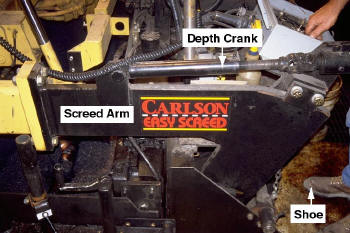 Depth Crank
Screed Arm
CARLSON
EASY SCREED
Shoe